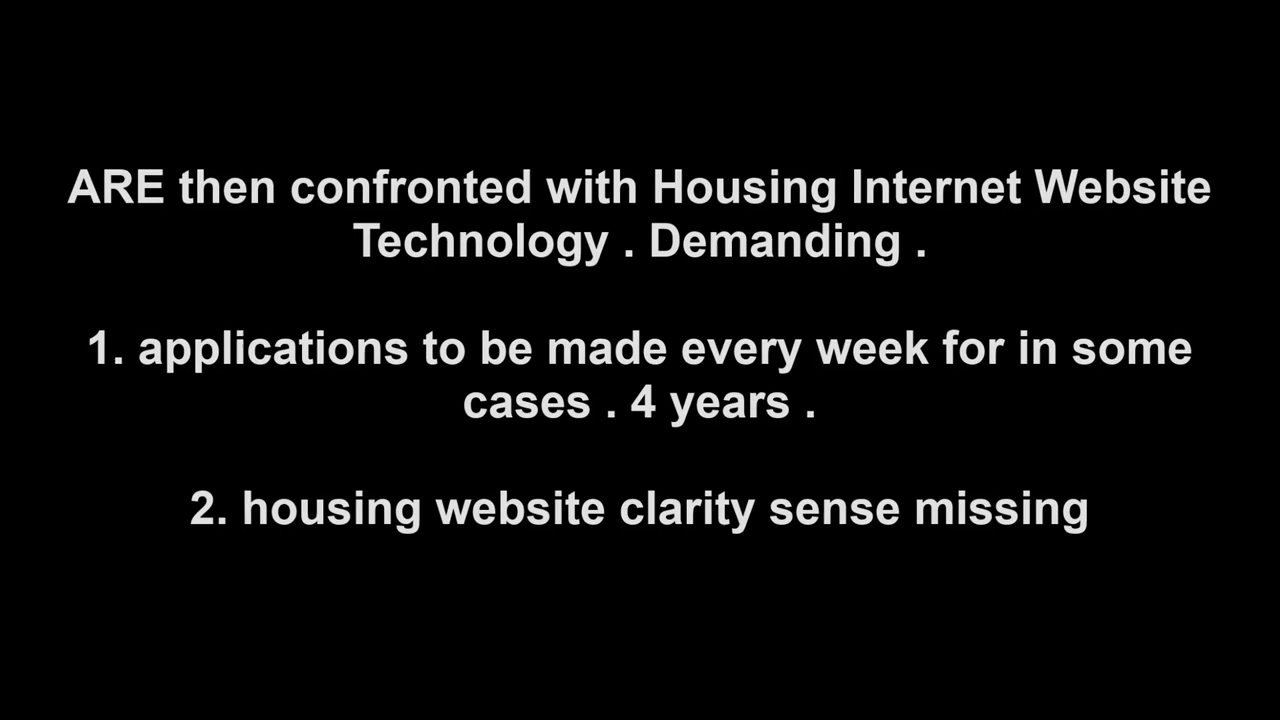 ARE then confronted with Housing Internet Website
Technology . Demanding .
1. applications to be made every week for in some
cases . 4 years .
2. housing website clarity sense missing